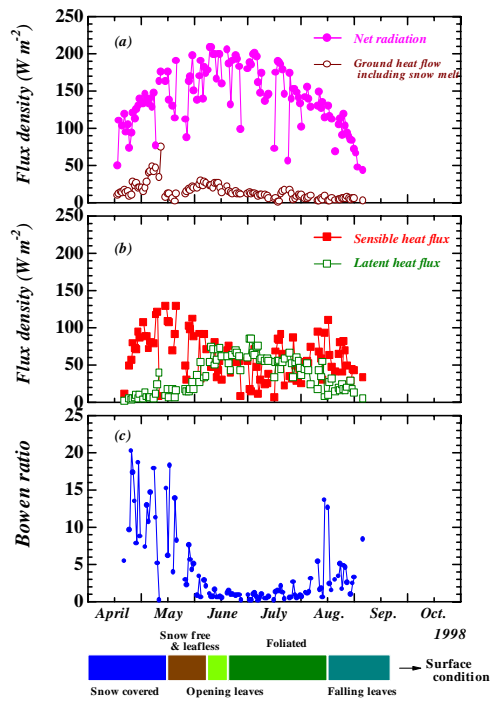 250
(a)
Net radiation
200
Ground heat flow
including snow melt
150
100
50
0
Flux density (W m-2)
250
(b)
Sensible heat flux
200
Latent heat flux
150
100
50
0
Flux density (W m-2)
25
(c)
20
15
10
5
0
Bowen ratio
April May June July Aug. Sep. Oct.
1998
Snow free
& leafless
Foliated
Surface
condition
Snow covered
Opening leaves
Falling leaves